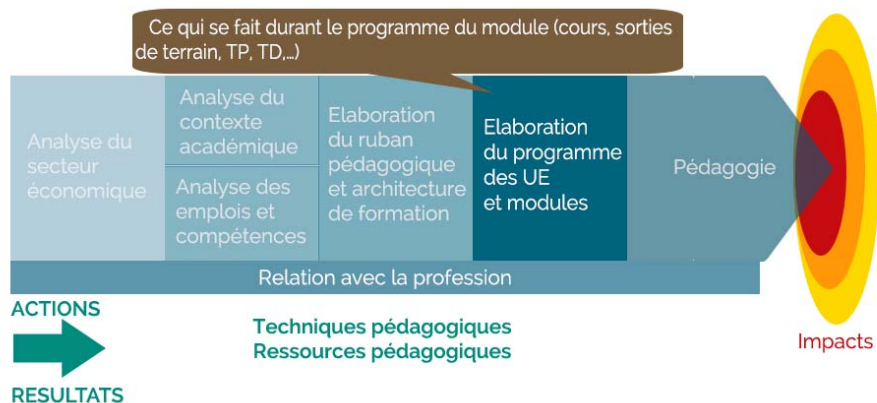 Ce qui se fait durant le programme du module (cours, sorties
de terrain, TP, TD,...)
Analyse du
secteur
économique
Analyse du
contexte
académique
Analyse des
emplois et
compétences
Elaboration
du ruban
pédagogique
et architecture
de formation
Elaboration
du programme
des UE
et modules
Pédagogie
Relation avec la profession
ACTIONS
RESULTATS
Techniques pédagogiques
Ressources pédagogiques
Impacts